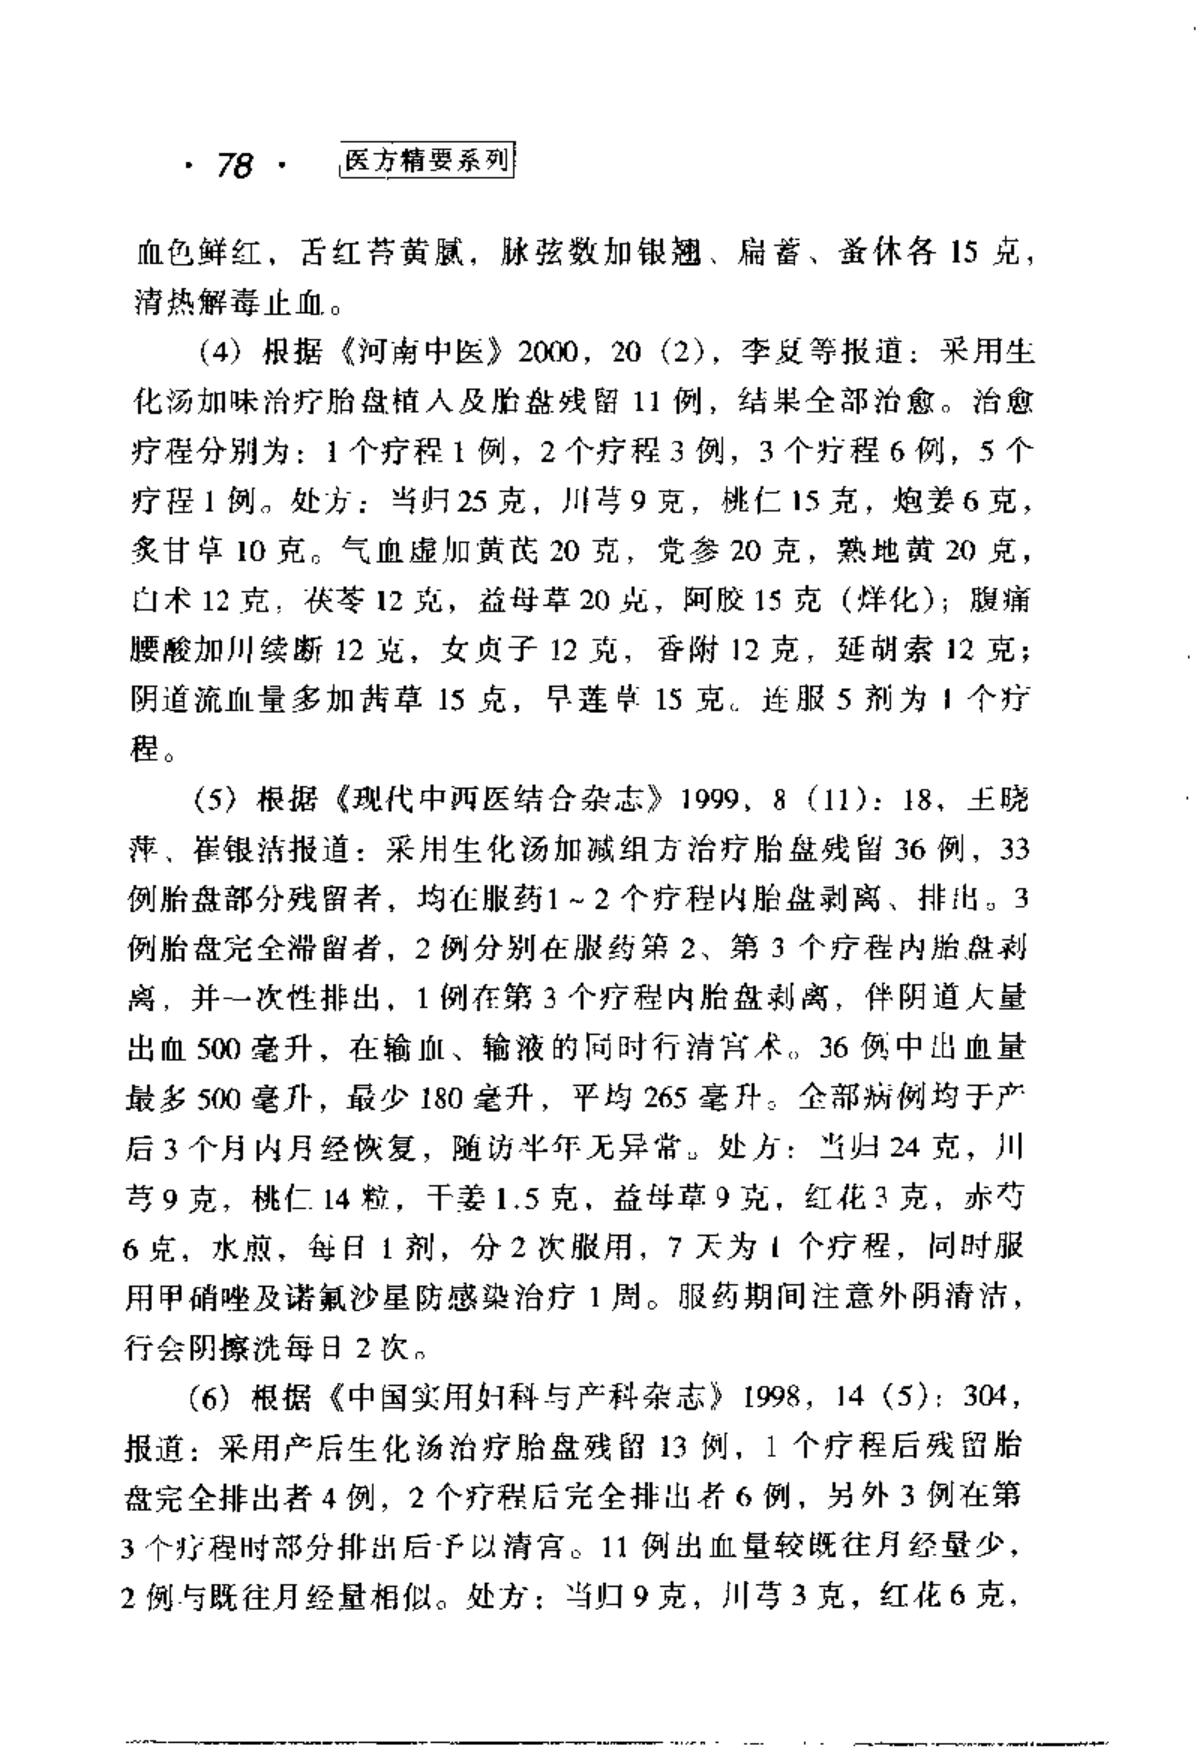 · 78 · 医方精要系列
血色鲜红，舌红苔黄腻，脉弦数加银翘、扁蓄、蚤休各 15 克，
清热解毒止血。
（4）根据《河南中医》2000，20（2），李夏等报道：采用生
化汤加味治疗胎盘植人及胎盘残留 11 例，结果全部治愈。治愈
疗程分别为：1 个疗程 1 例，2 个疗程 3 例，3 个疗程 6 例，5 个
疗程 1 例。处方：当归 25 克，川芎 9 克，桃仁 15 克，炮姜 6 克，
炙甘草 10 克。气血虚加黄芪 20 克，党参 20 克，熟地黄 20 克，
白术 12 克，茯苓 12 克，益母草 20 克，阿胶 15 克（烊化）；腹痛
腰酸加川续断 12 克，女贞子 12 克，香附 12 克，延胡索 12 克；
阴道流血量多加茜草 15 克，旱莲草 15 克。连服 5 剂为 1 个疗
程。
（5）根据《现代中西医结合杂志》1999，8（11）：18，王晓
萍、崔银洁报道：采用生化汤加减组方治疗胎盘残留 36 例，33
例胎盘部分残留者，均在服药1～2 个疗程内胎盘剥离、排出。3
例胎盘完全滞留者，2 例分别在服药第 2、第 3 个疗程内胎盘剥
离，并一次性排出，1 例在第 3 个疗程内胎盘剥离，伴阴道大量
出血 500 毫升，在输血、输液的同时行清宫术。36 例中出血量
最多 500 毫升，最少 180 毫升，平均 265 毫升。全部病例均于产
后 3 个月内月经恢复，随访半年无异常。处方：当归 24 克，川
芎 9 克，桃仁 14 粒，干姜 1.5 克，益母草 9 克，红花 3 克，赤芍
6 克，水煎，每日 1 剂，分 2 次服用，7 天为 1 个疗程，同时服
用甲硝唑及诺氟沙星防感染治疗 1 周。服药期间注意外阴清洁，
行会阴擦洗每日 2 次。
（6）根据《中国实用妇科与产科杂志》1998，14（5）：304，
报道：采用产后生化汤治疗胎盘残留 13 例，1 个疗程后残留胎
盘完全排出者 4 例，2 个疗程后完全排出者 6 例，另外 3 例在第
3 个疗程时部分排出后予以清宫。11 例出血量较既往月经量少，
2 例与既往月经量相似。处方：当归 9 克，川芎 3 克，红花 6 克，